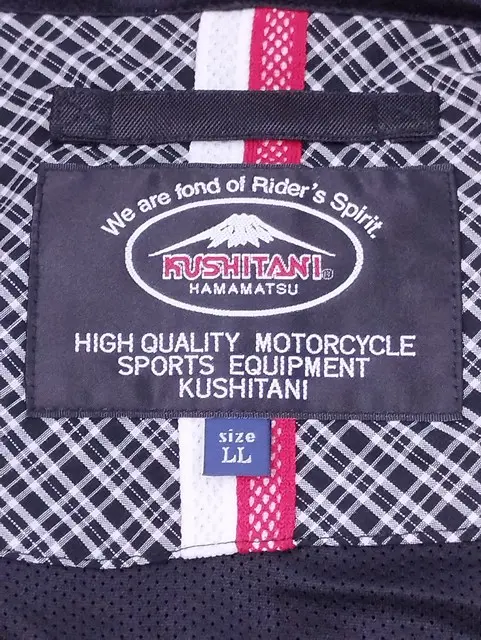 We are fond of Rider's Spirit.
KUSHITANI®
HAMAMATSU
HIGH QUALITY MOTORCYCLE
SPORTS EQUIPMENT
KUSHITANI
size
LL